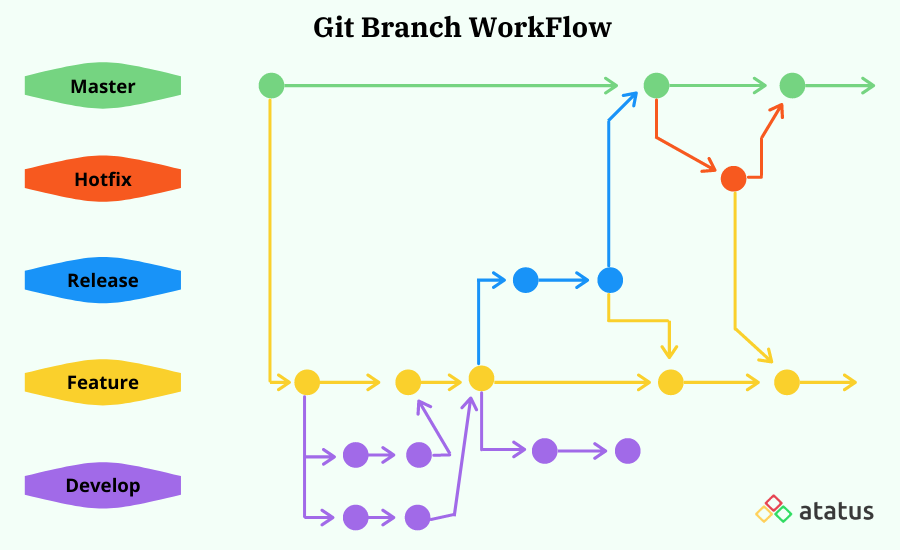 Git Branch WorkFlow
Master
Hotfix
Release
Feature
Develop
atatus